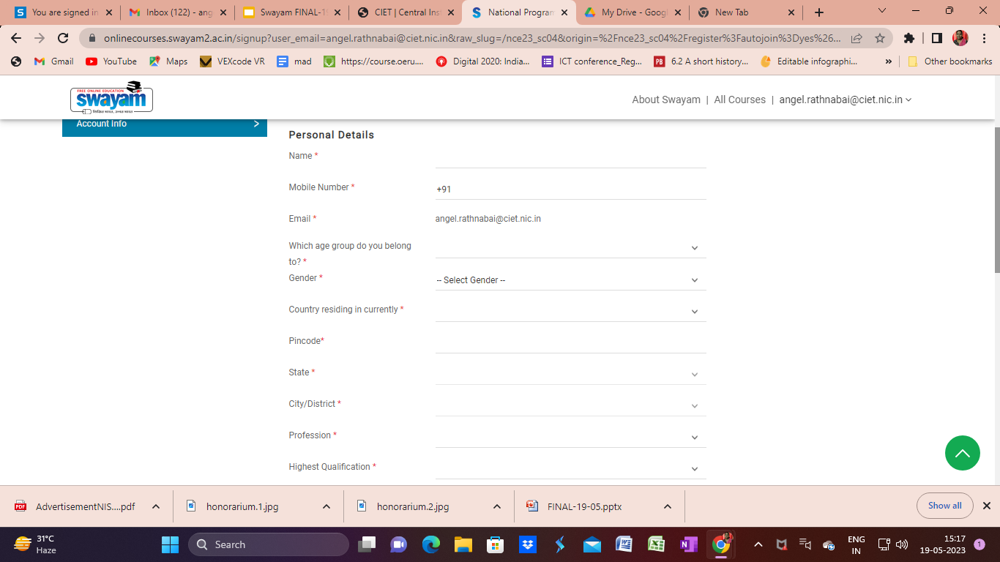 You are signed in
Inbox (122) - ang
Swayam FINAL-1
CIET | Central Ins
National Program
My Drive - Googl
New Tab
onlinecourses.swayam2.ac.in/signup?user_email=angel.rathnabai@ciet.nic.in&raw_slug=/nce23_sc04&origin=%2Fnce23_sc04%2Fregister%3Fautojoin%3Dyes%26...
Gmail
YouTube
Maps
VEXcode VR
mad
https://course.oeru....
Digital 2020: India...
ICT conference_Reg...
6.2 A short history...
Editable infographi...
»
Other bookmarks
FREE ONLINE EDUCATION
swayam
शिक्षित भारत, उन्नत भारत
About Swayam | All Courses | angel.rathnabai@ciet.nic.in
Account Info
Personal Details
Name *
Mobile Number * +91
Email * angel.rathnabai@ciet.nic.in
Which age group do you belong
to? *
Gender * -- Select Gender --
Country residing in currently *
Pincode*
State *
City/District *
Profession *
Highest Qualification *
AdvertisementNIS....pdf
honorarium.1.jpg
honorarium.2.jpg
FINAL-19-05.pptx
Show all
31°C
Haze
Search
ENG
IN
15:17
19-05-2023
1